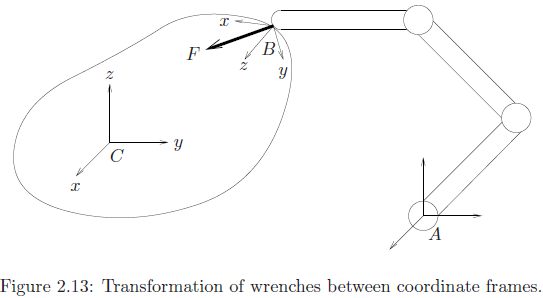 x
B
F
z
y
z
C
y
x
A
Figure 2.13: Transformation of wrenches between coordinate frames.